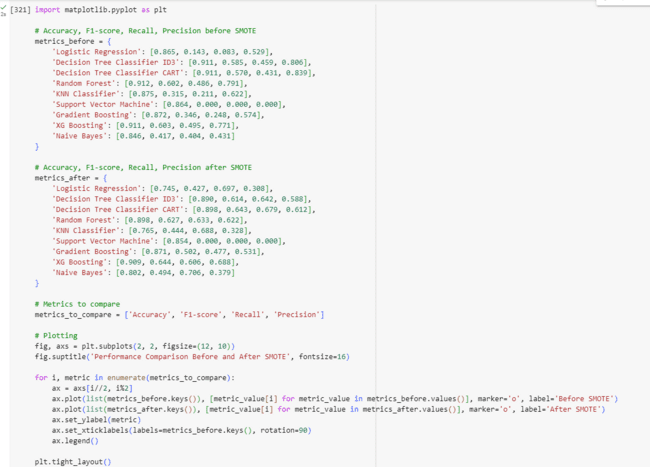 [321] import matplotlib.pyplot as plt
2s
# Accuracy, F1-score, Recall, Precision before SMOTE
metrics_before = {
'Logistic Regression': [0.865, 0.143, 0.083, 0.529],
'Decision Tree Classifier ID3': [0.911, 0.585, 0.459, 0.806],
'Decision Tree Classifier CART': [0.911, 0.570, 0.431, 0.839],
'Random Forest': [0.912, 0.602, 0.486, 0.791],
'KNN Classifier': [0.875, 0.315, 0.211, 0.622],
'Support Vector Machine': [0.864, 0.000, 0.000, 0.000],
'Gradient Boosting': [0.872, 0.346, 0.248, 0.574],
'XG Boosting': [0.911, 0.603, 0.495, 0.771],
'Naive Bayes': [0.846, 0.417, 0.404, 0.431]
}
# Accuracy, F1-score, Recall, Precision after SMOTE
metrics_after = {
'Logistic Regression': [0.745, 0.427, 0.697, 0.308],
'Decision Tree Classifier ID3': [0.890, 0.614, 0.642, 0.588],
'Decision Tree Classifier CART': [0.898, 0.643, 0.679, 0.612],
'Random Forest': [0.898, 0.627, 0.633, 0.622],
'KNN Classifier': [0.765, 0.444, 0.688, 0.328],
'Support Vector Machine': [0.854, 0.000, 0.000, 0.000],
'Gradient Boosting': [0.871, 0.502, 0.477, 0.531],
'XG Boosting': [0.909, 0.644, 0.606, 0.688],
'Naive Bayes': [0.802, 0.494, 0.706, 0.379]
}
# Metrics to compare
metrics_to_compare = ['Accuracy', 'F1-score', 'Recall', 'Precision']
# Plotting
fig, axs = plt.subplots(2, 2, figsize=(12, 10))
fig.suptitle('Performance Comparison Before and After SMOTE', fontsize=16)
for i, metric in enumerate(metrics_to_compare):
ax = axs[i//2, i%2]
ax.plot(list(metrics_before.keys()), [metric_value[i] for metric_value in metrics_before.values()], marker='o', label='Before SMOTE')
ax.plot(list(metrics_after.keys()), [metric_value[i] for metric_value in metrics_after.values()], marker='o', label='After SMOTE')
ax.set_ylabel(metric)
ax.set_xticklabels(labels=metrics_before.keys(), rotation=90)
ax.legend()
plt.tight_layout()